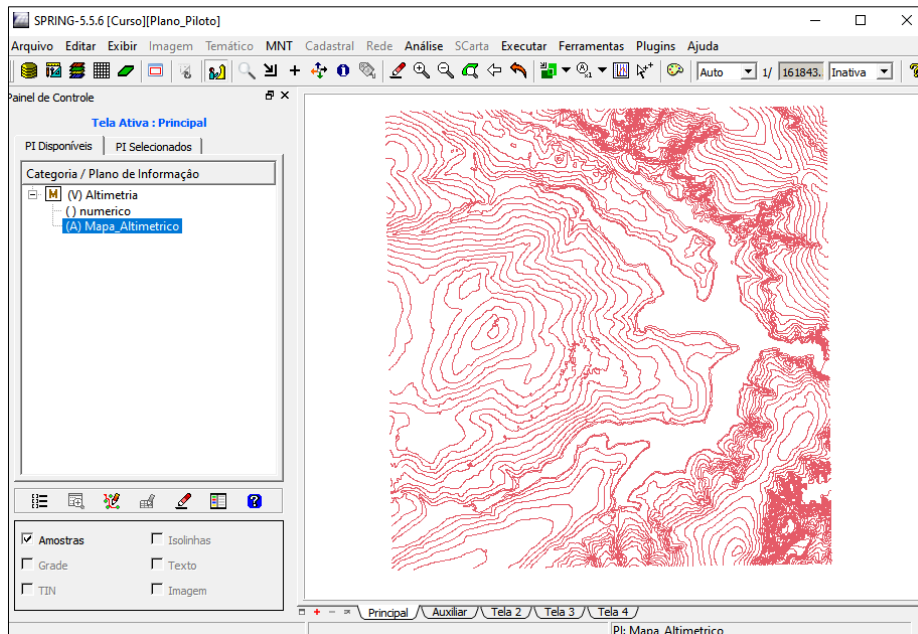 SPRING-5.5.6 [Curso][Plano_Piloto]
Arquivo Editar Exibir Imagem Temático MNT Cadastral Rede Análise SCarta Executar Ferramentas Plugins Ajuda
Auto 1/ 161843. Inativa
Painel de Controle
Tela Ativa : Principal
PI Disponíveis PI Selecionados
Categoria / Plano de Informação
M (V) Altimetria
( ) numerico
(A) Mapa_Altimetrico
Amostras Isolinhas
Grade Texto
TIN Imagem
Principal Auxiliar Tela 2 Tela 3 Tela 4
PI: Mapa_Altimetrico